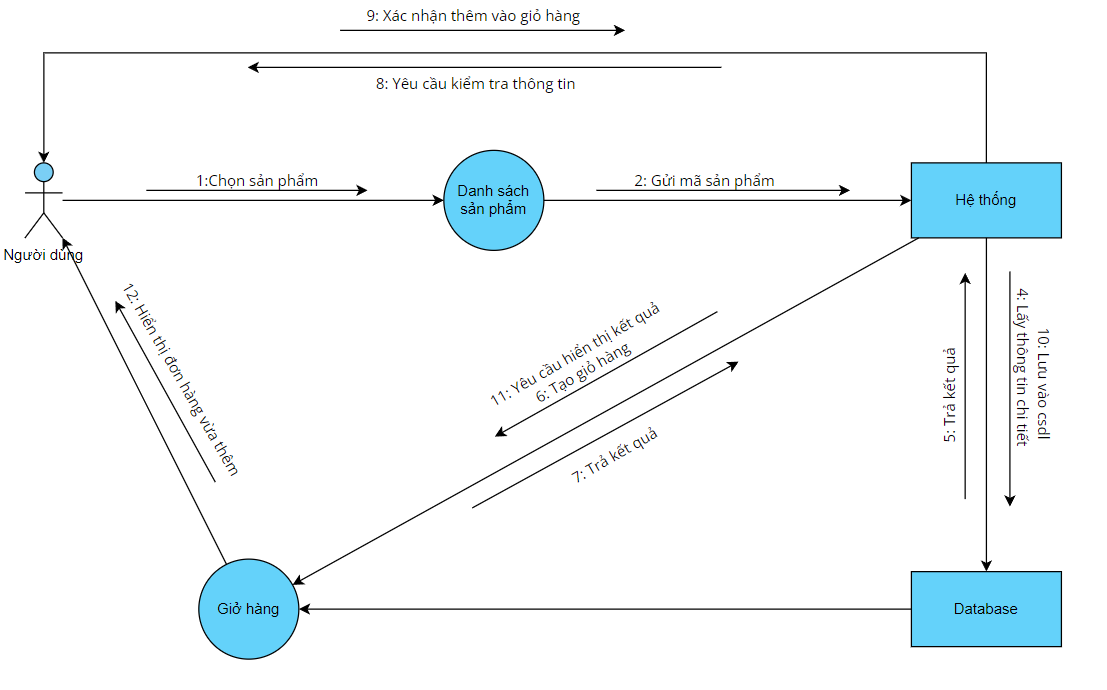 9: Xác nhận thêm vào giỏ hàng
8: Yêu cầu kiểm tra thông tin
1:Chọn sản phẩm
Danh sách
sản phẩm
2: Gửi mã sản phẩm
Hệ thống
Người dùng
12: Hiển thị đơn hàng vừa thêm
11: Yêu cầu hiển thị kết quả
6: Tạo giỏ hàng
7: Trả kết quả
5: Trả kết quả
10: Lưu vào csdl
4: Lấy thông tin chi tiết
Giở hàng
Database